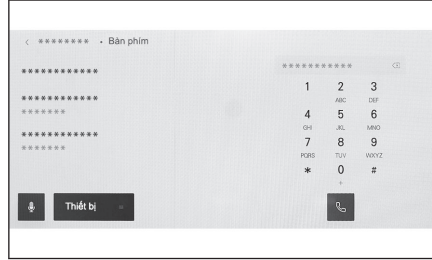 < ******** • Bàn phím
************
************
*******
************
*******
***********
1 2 3
ABC DEF
4 5 6
GHI JKL MNO
7 8 9
PQRS TUV WXYZ
* 0 #
+
Thiết bị